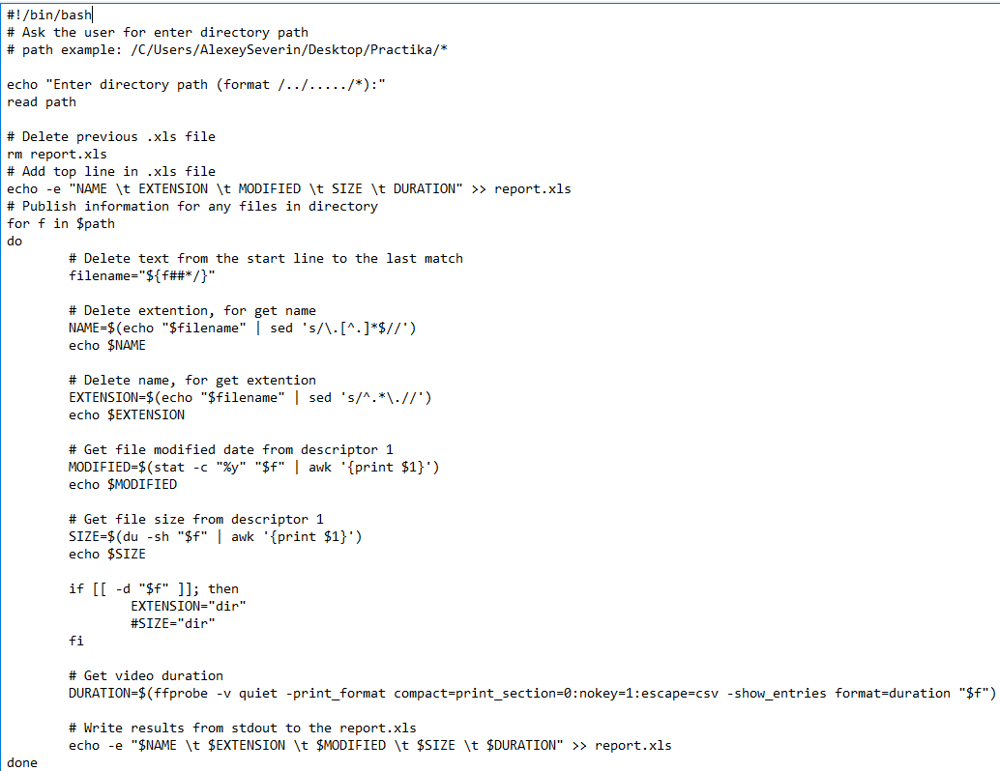 #!/bin/bash
# Ask the user for enter directory path
# path example: /C/Users/AlexeySeverin/Desktop/Practika/*

echo "Enter directory path (format /../...../*):"
read path

# Delete previous .xls file
rm report.xls
# Add top line in .xls file
echo -e "NAME \t EXTENSION \t MODIFIED \t SIZE \t DURATION" >> report.xls
# Publish information for any files in directory
for f in $path
do
        # Delete text from the start line to the last match
        filename="${f##*/}"

        # Delete extention, for get name
        NAME=$(echo "$filename" | sed 's/\.[^.]*$//')
        echo $NAME

        # Delete name, for get extention
        EXTENSION=$(echo "$filename" | sed 's/^.*\.//')
        echo $EXTENSION

        # Get file modified date from descriptor 1
        MODIFIED=$(stat -c "%y" "$f" | awk '{print $1}')
        echo $MODIFIED

        # Get file size from descriptor 1
        SIZE=$(du -sh "$f" | awk '{print $1}')
        echo $SIZE

        if [[ -d "$f" ]]; then
                EXTENSION="dir"
                #SIZE="dir"
        fi

        # Get video duration
        DURATION=$(ffprobe -v quiet -print_format compact=print_section=0:nokey=1:escape=csv -show_entries format=duration "$f")

        # Write results from stdout to the report.xls
        echo -e "$NAME \t $EXTENSION \t $MODIFIED \t $SIZE \t $DURATION" >> report.xls
done